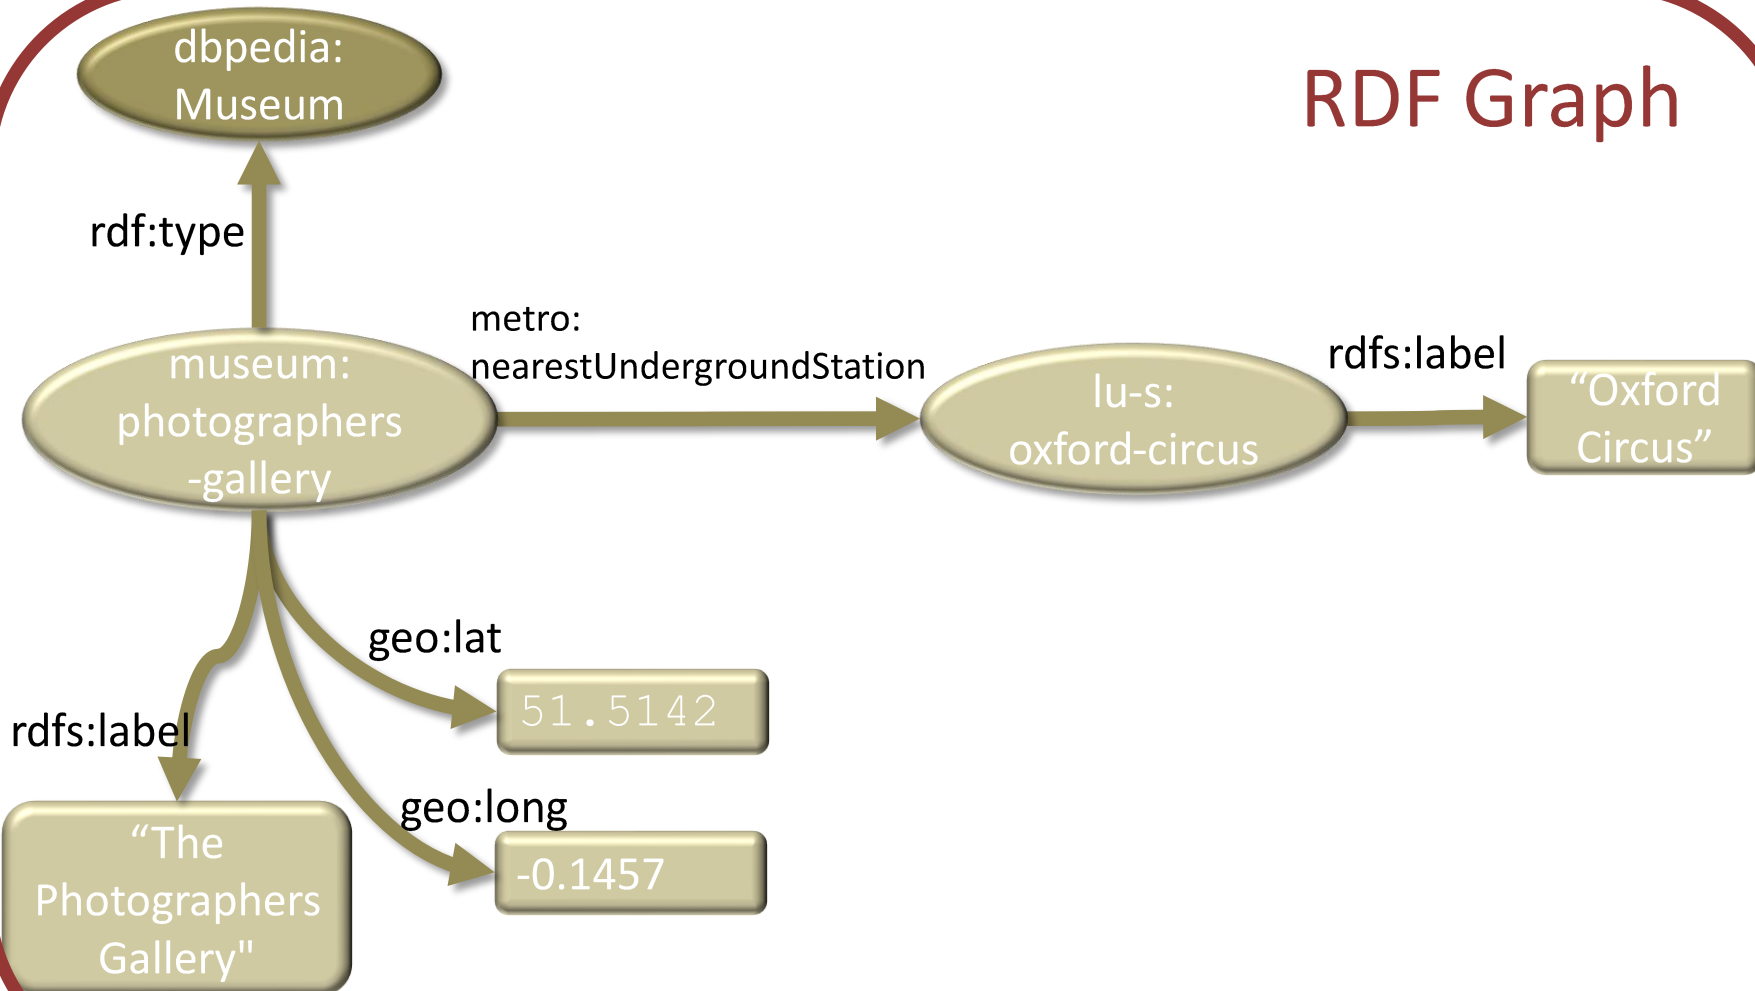 dbpedia:
Museum
RDF Graph
rdf:type
metro:
nearestUndergroundStation
museum:
photographers
-gallery
lu-s:
oxford-circus
rdfs:label
“Oxford
Circus”
geo:lat
51.5142
rdfs:label
geo:long
-0.1457
“The
Photographers
Gallery"